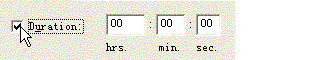 Duration: 00 : 00 : 00
hrs. min. sec.